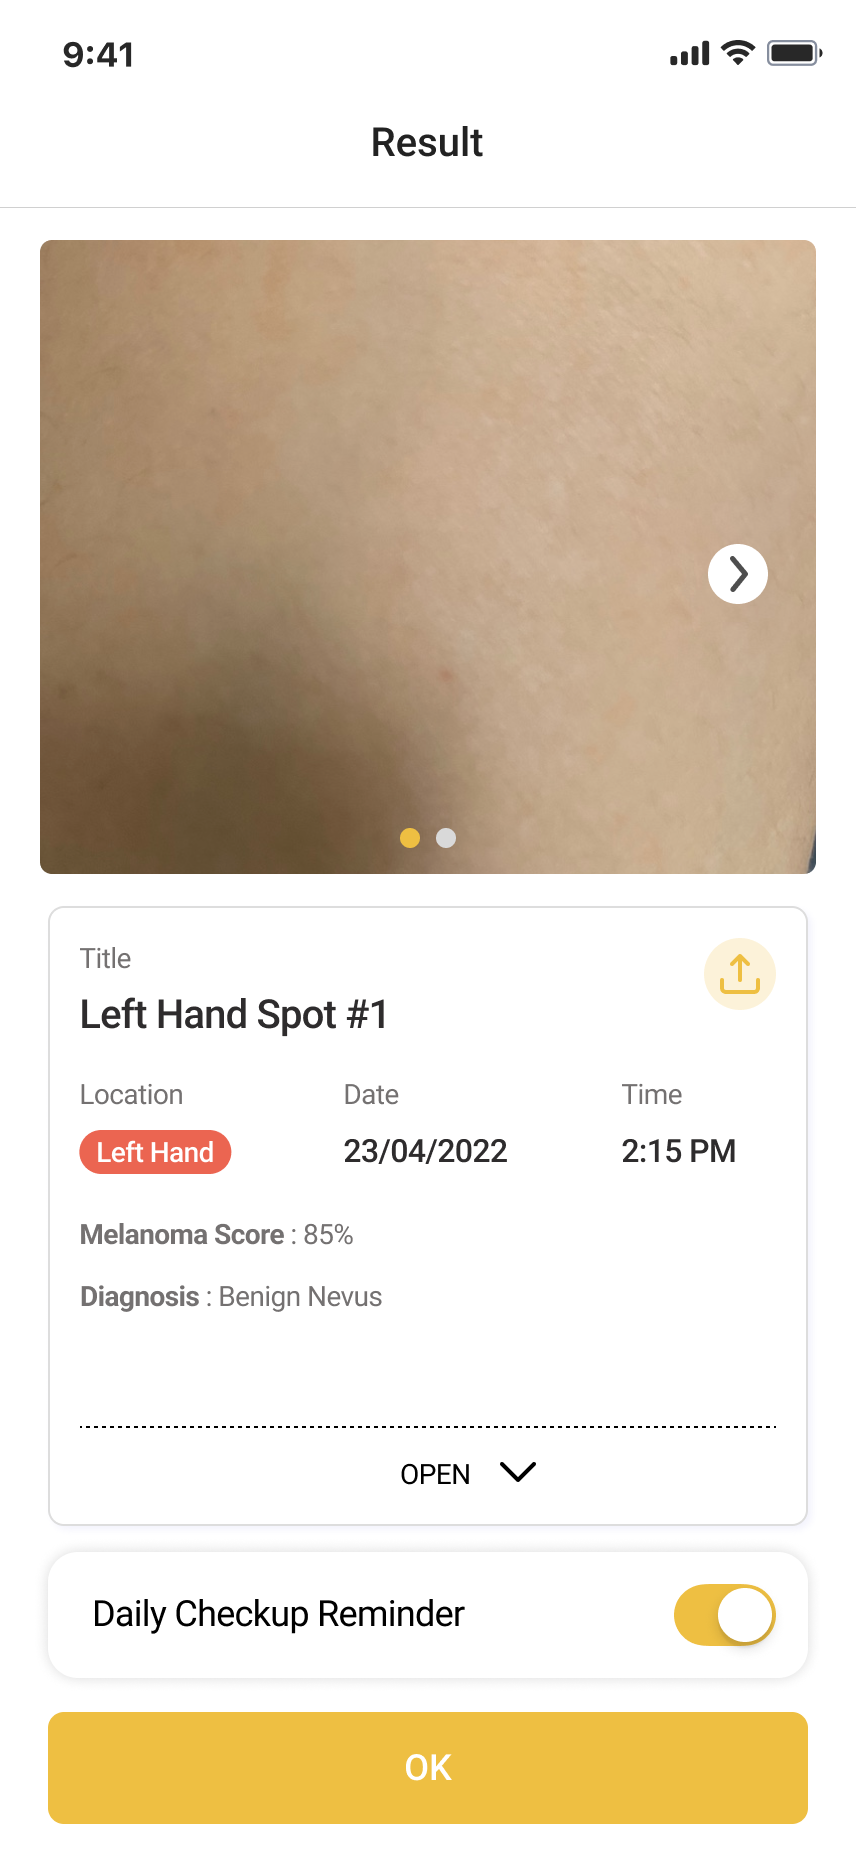 9:41
Result
Title
Left Hand Spot #1
Location Date Time
Left Hand 23/04/2022 2:15 PM
Melanoma Score : 85%
Diagnosis : Benign Nevus
OPEN
Daily Checkup Reminder
OK